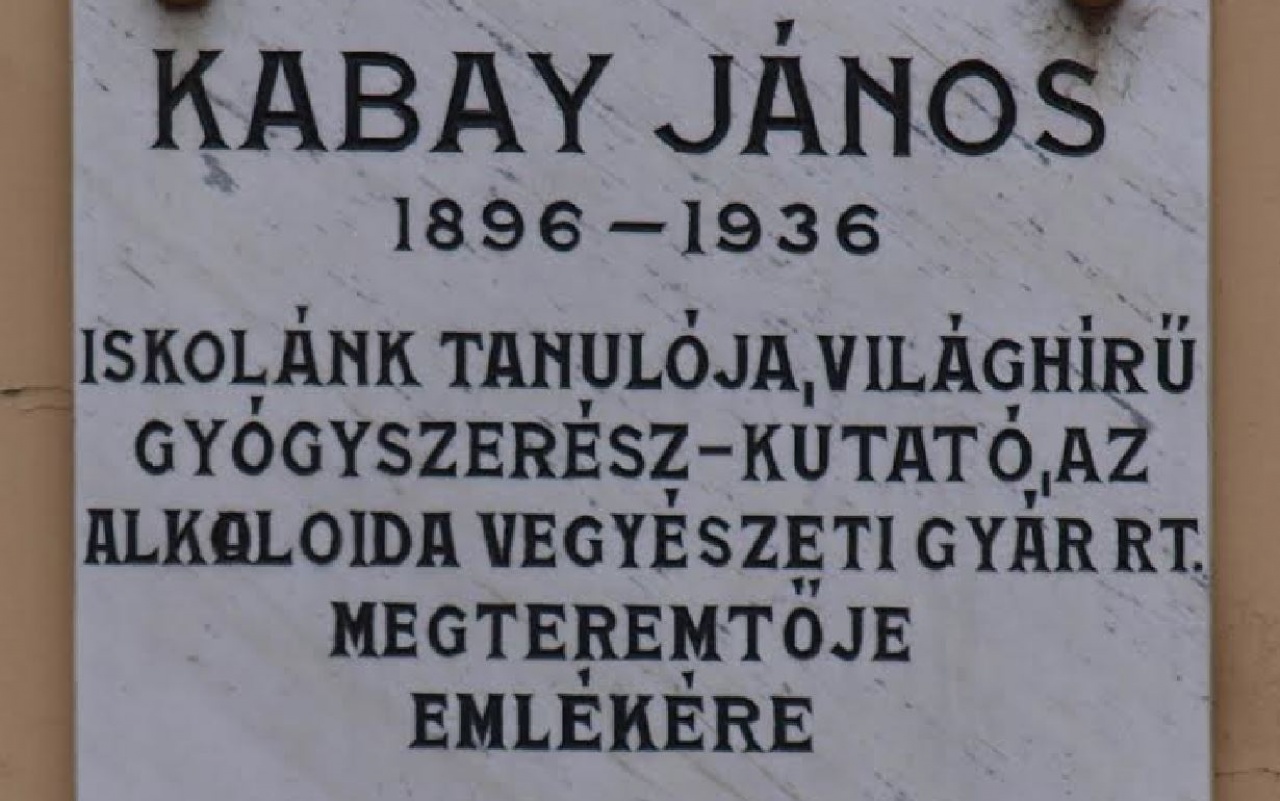 KABAY JÁNOS
1896 – 1936
ISKOLÁNK TANULÓJA, VILÁGHÍRŰ
GYÓGYSZERÉSZ-KUTATÓ, AZ
ALKALOIDA VEGYÉSZETI GYÁR RT.
MEGTEREMTŐJE
EMLÉKÉRE